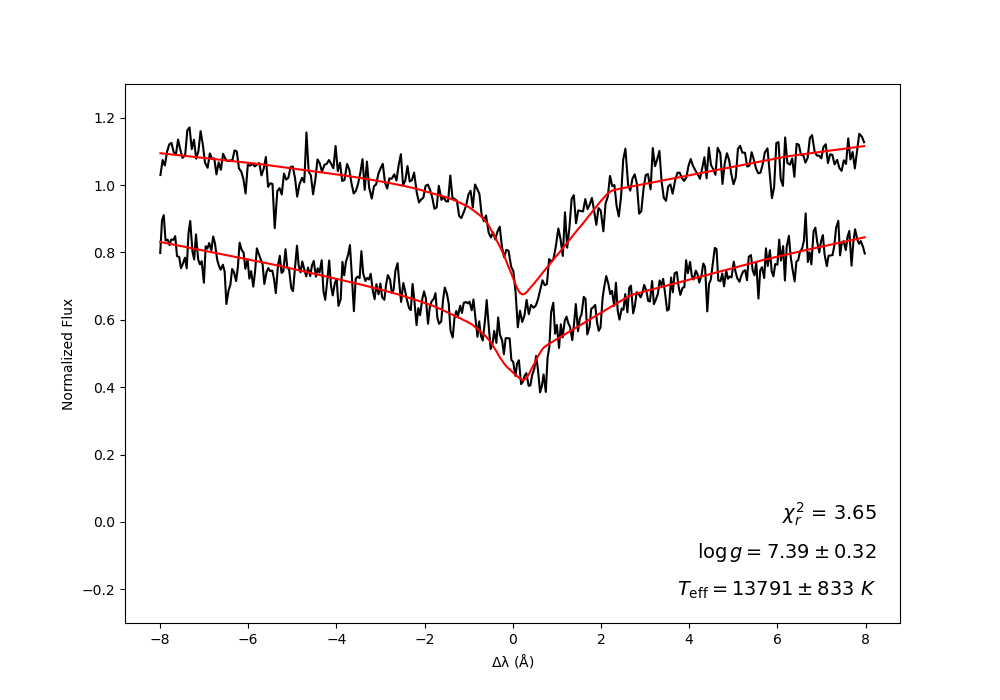 1.2
1.0
0.8
0.6
0.4
0.2
0.0
−0.2
Normalized Flux
χ²ᵣ = 3.65
log g = 7.39 ± 0.32
T_eff = 13791 ± 833 K
−8 −6 −4 −2 0 2 4 6 8
Δλ (Å)